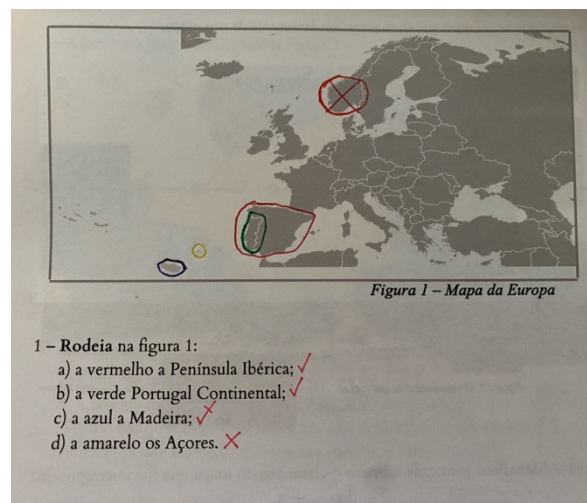 Figura 1 – Mapa da Europa
1 – Rodeia na figura 1:
a) a vermelho a Península Ibérica;
b) a verde Portugal Continental;
c) a azul a Madeira;
d) a amarelo os Açores.